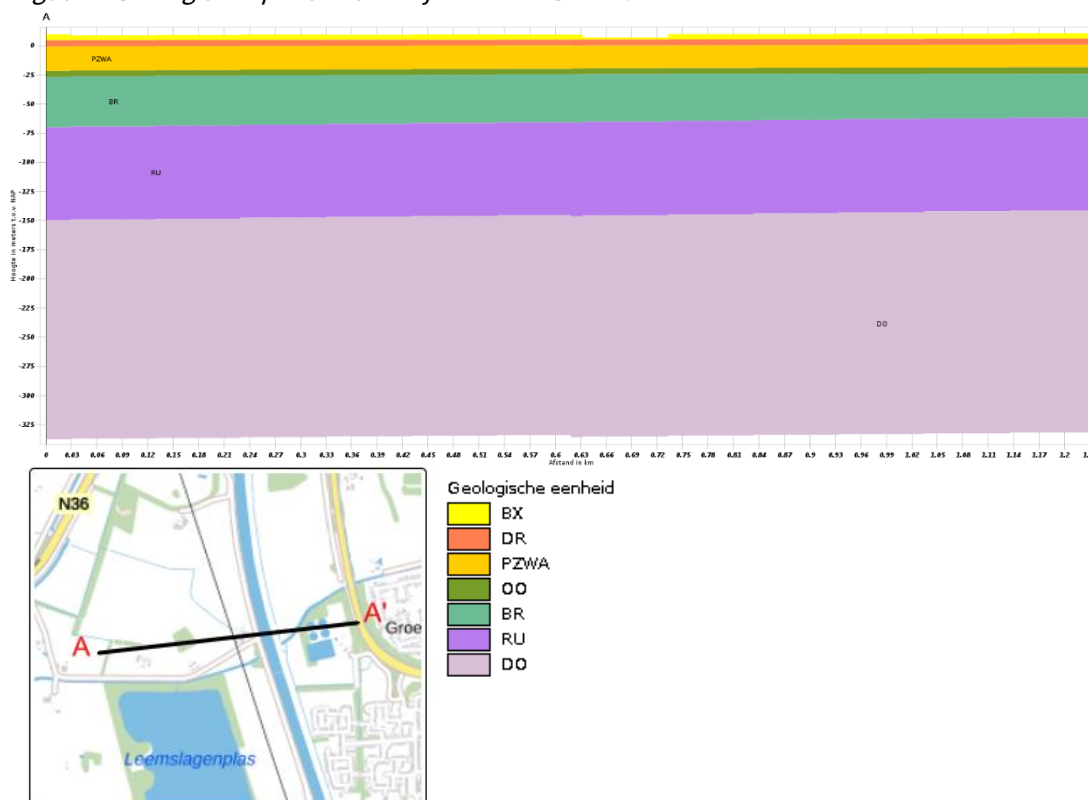 A
0
-25
-50
-75
-100
-125
-150
-175
-200
-225
-250
-275
-300
-325
Hoogte in meters t.o.v. NAP
PZWA
BR
RU
DO
0 0.03 0.06 0.09 0.12 0.15 0.18 0.21 0.24 0.27 0.3 0.33 0.36 0.39 0.42 0.45 0.48 0.51 0.54 0.57 0.6 0.63 0.66 0.69 0.72 0.75 0.78 0.81 0.84 0.87 0.9 0.93 0.96 0.99 1.02 1.05 1.08 1.11 1.14 1.17 1.2
Afstand in km
N36
A
A'
Groe
Leemslagenplas
Geologische eenheid
BX
DR
PZWA
OO
BR
RU
DO